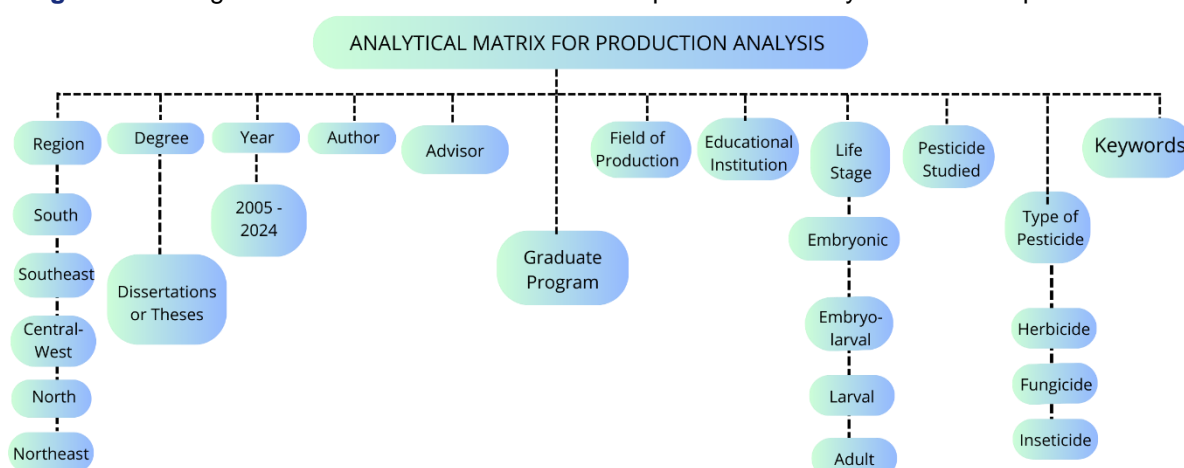 ANALYTICAL MATRIX FOR PRODUCTION ANALYSIS
Region
Degree
Year
Author
Advisor
Field of
Production
Educational
Institution
Life
Stage
Pesticide
Studied
Keywords
South
Southeast
Central-
West
North
Northeast
Dissertations
or Theses
2005 -
2024
Graduate
Program
Embryonic
Embryo-
larval
Larval
Adult
Type of
Pesticide
Herbicide
Fungicide
Inseticide